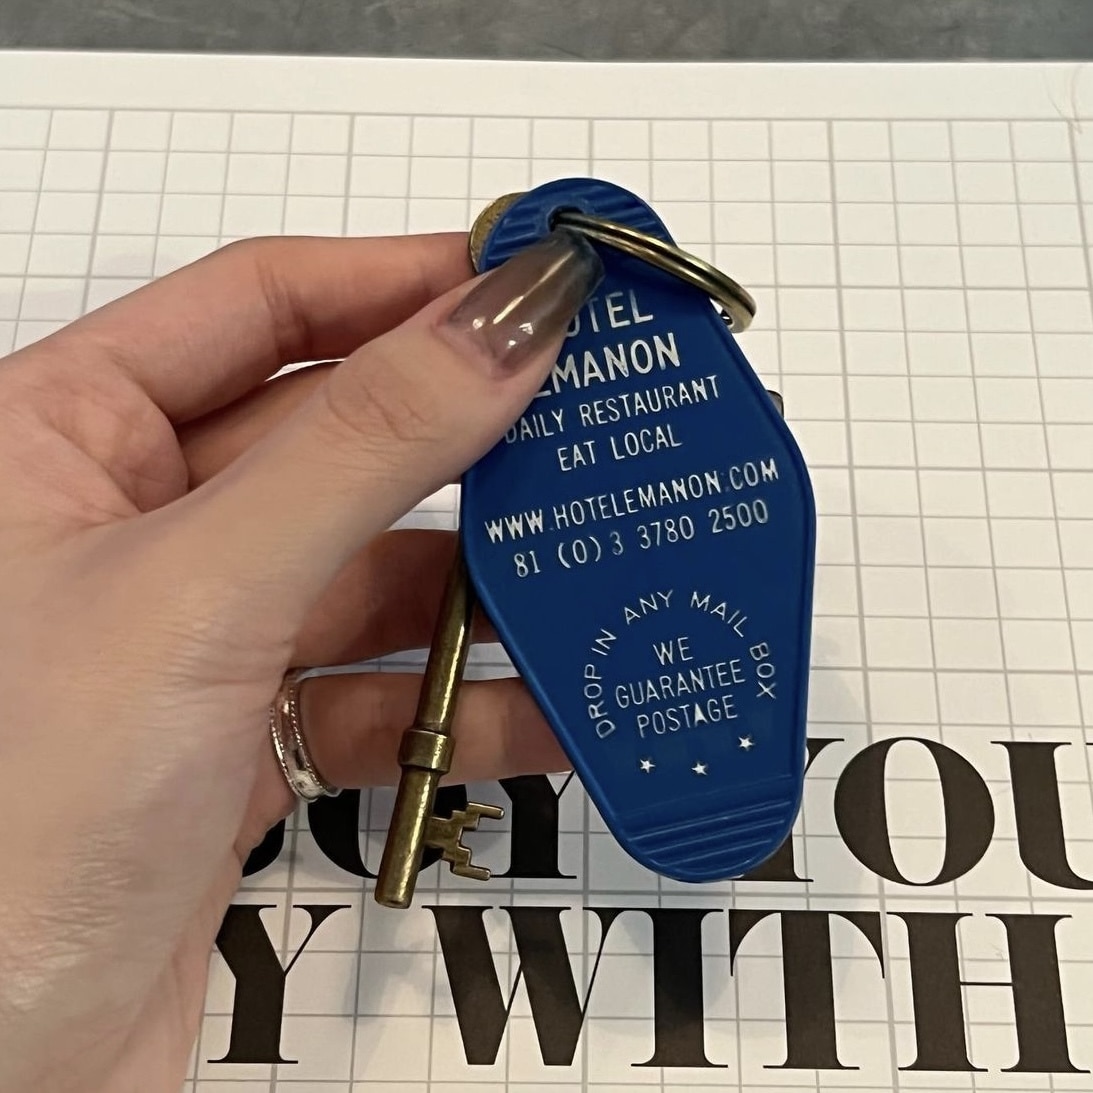 OTEL
EMANON
DAILY RESTAURANT
EAT LOCAL
WWW.HOTELEMANON.COM
81 (0)3 3780 2500
DROP IN ANY MAIL BOX
WE
GUARANTEE
POSTAGE
OY YOU
Y WITH